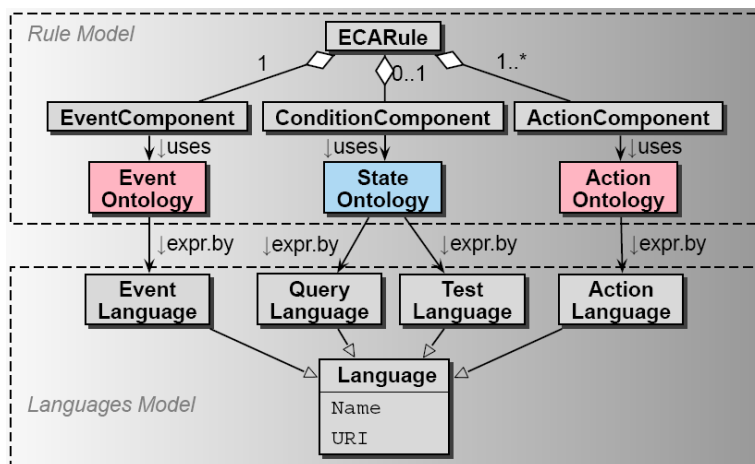 Rule Model
ECARule
1
0..1
1..*
EventComponent
ConditionComponent
ActionComponent
↓uses
↓uses
↓uses
Event
Ontology
State
Ontology
Action
Ontology
↓expr.by
↓expr.by
↓expr.by
↓expr.by
Event
Language
Query
Language
Test
Language
Action
Language
Language
Name
URI
Languages Model